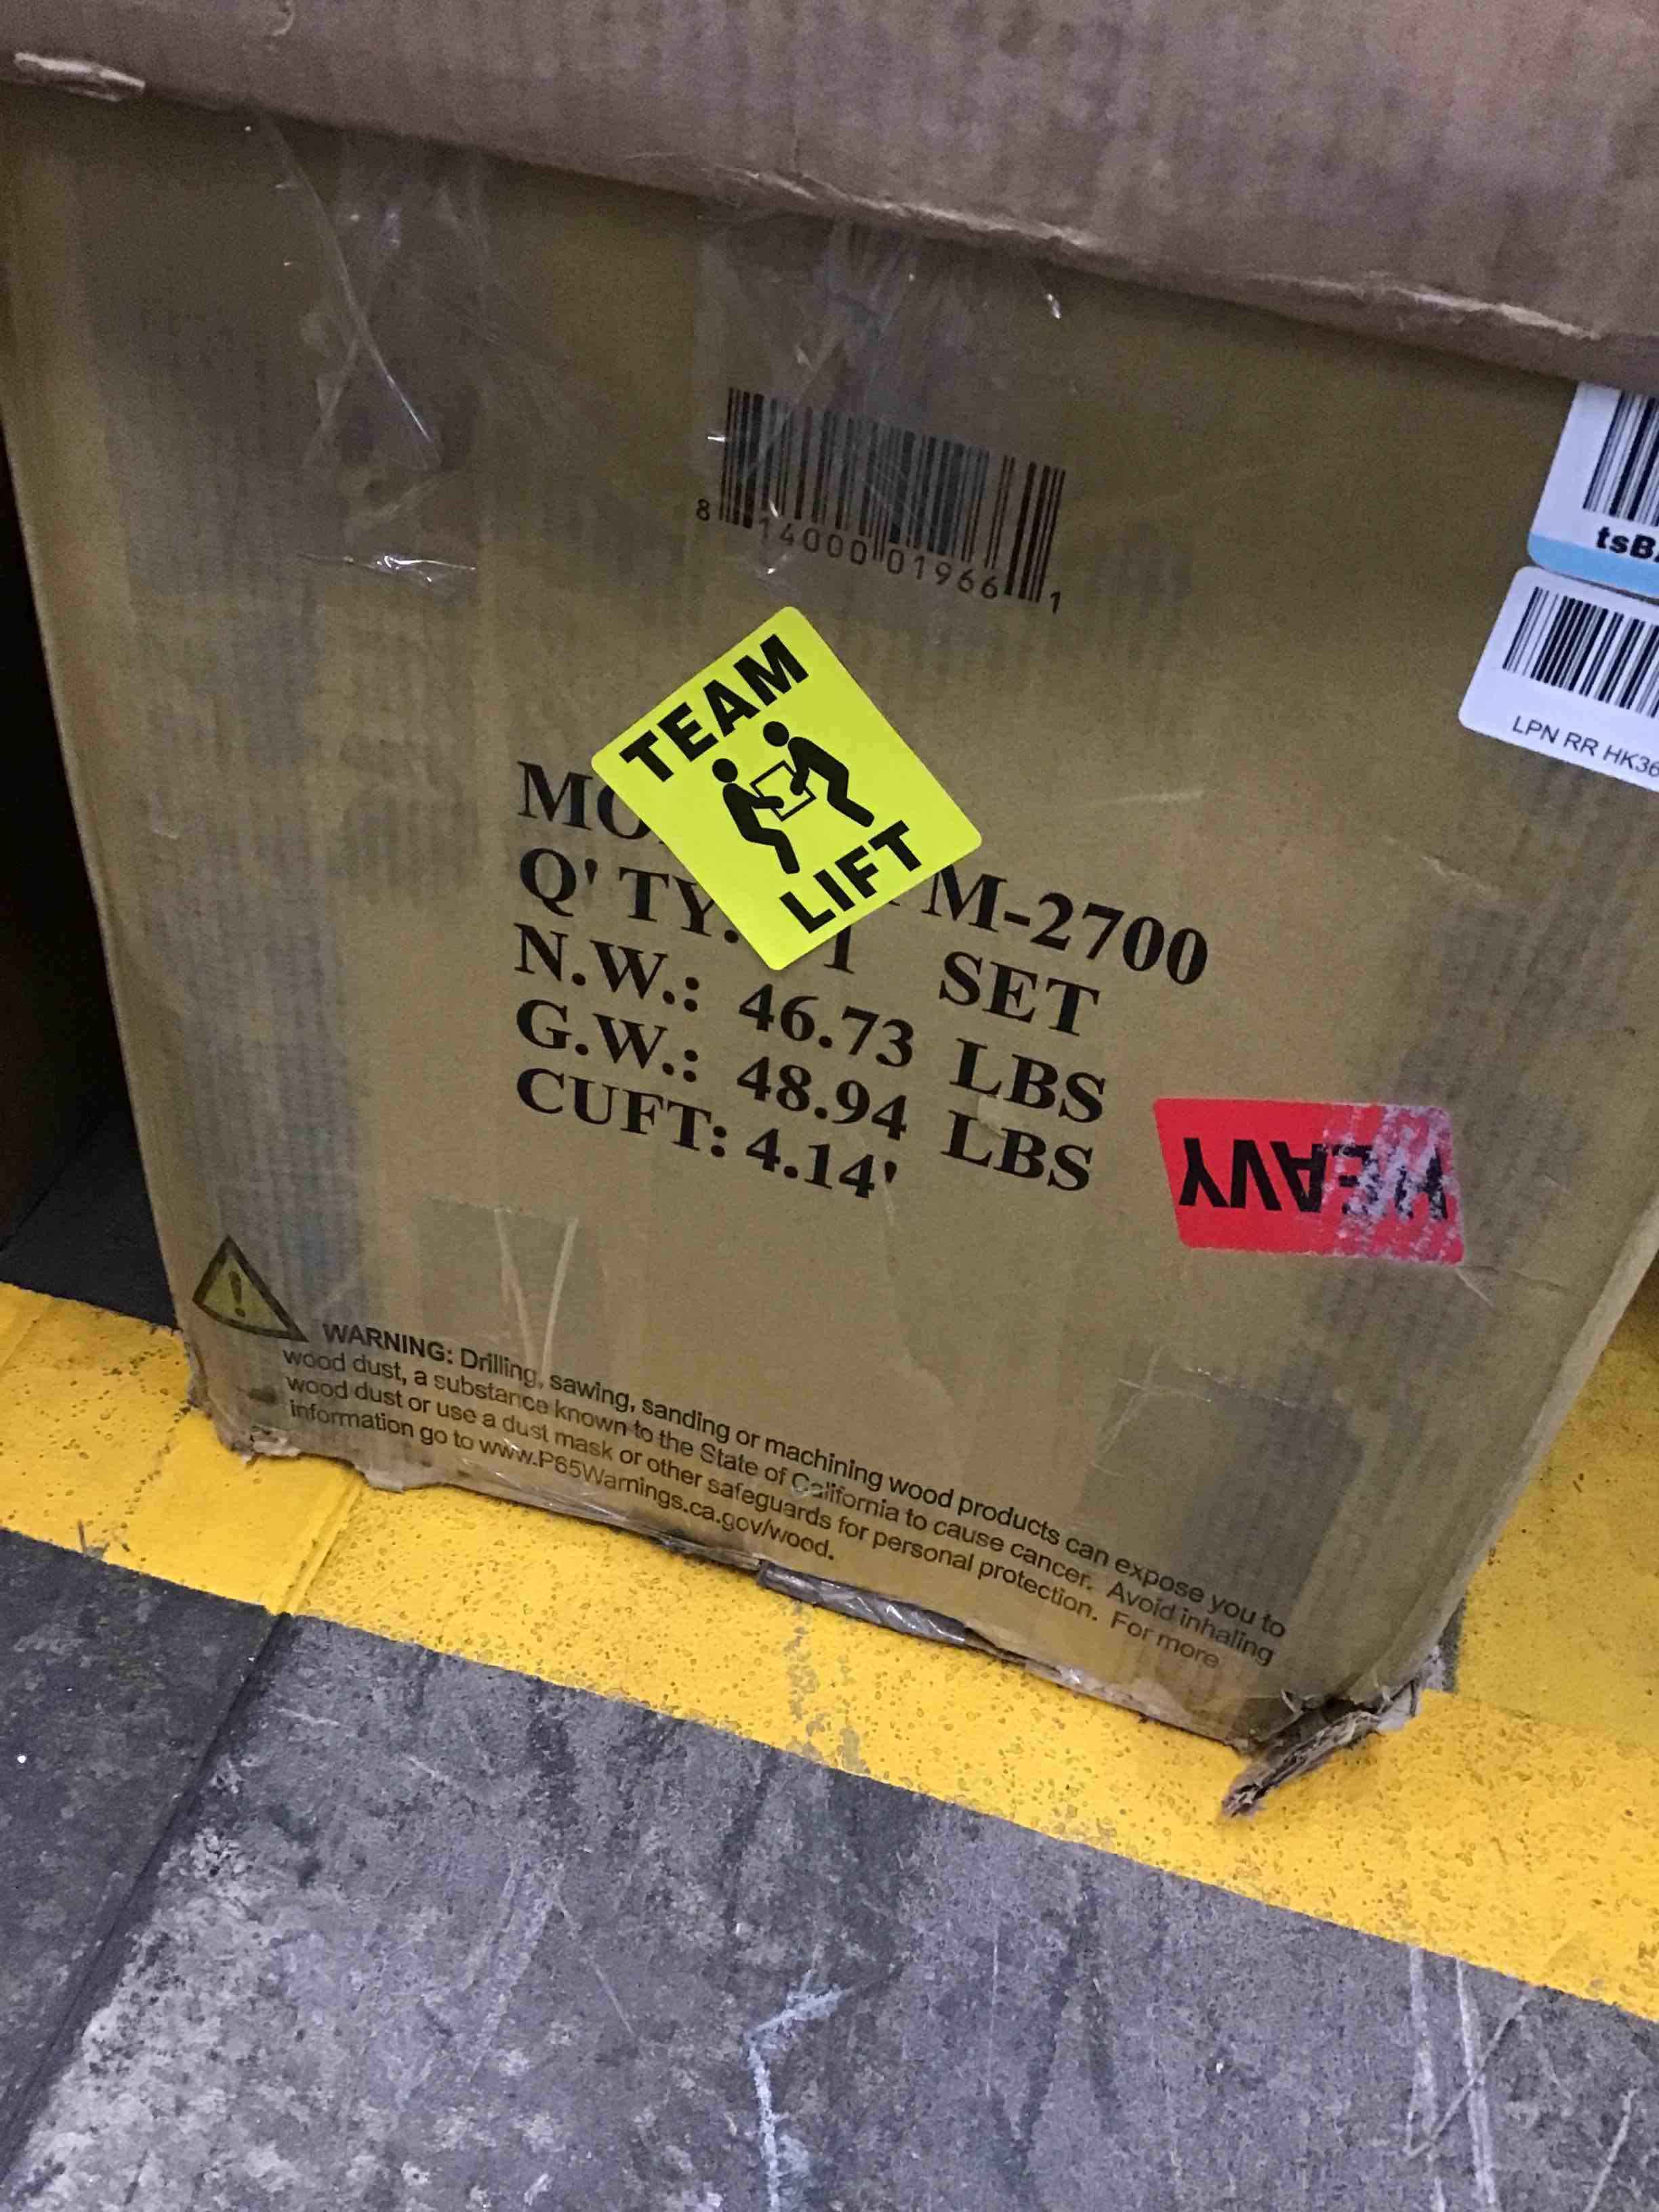 8 14000 01966 1
tsB
LPN RR HK36
TEAM
LIFT
MO M-2700
Q'TY: 1 SET
N.W.: 46.73 LBS
G.W.: 48.94 LBS
CUFT: 4.14'
HEAVY
WARNING: Drilling, sawing, sanding or machining wood products can expose you to
wood dust, a substance known to the State of California to cause cancer. Avoid inhaling
wood dust or use a dust mask or other safeguards for personal protection. For more
information go to www.P65Warnings.ca.gov/wood.